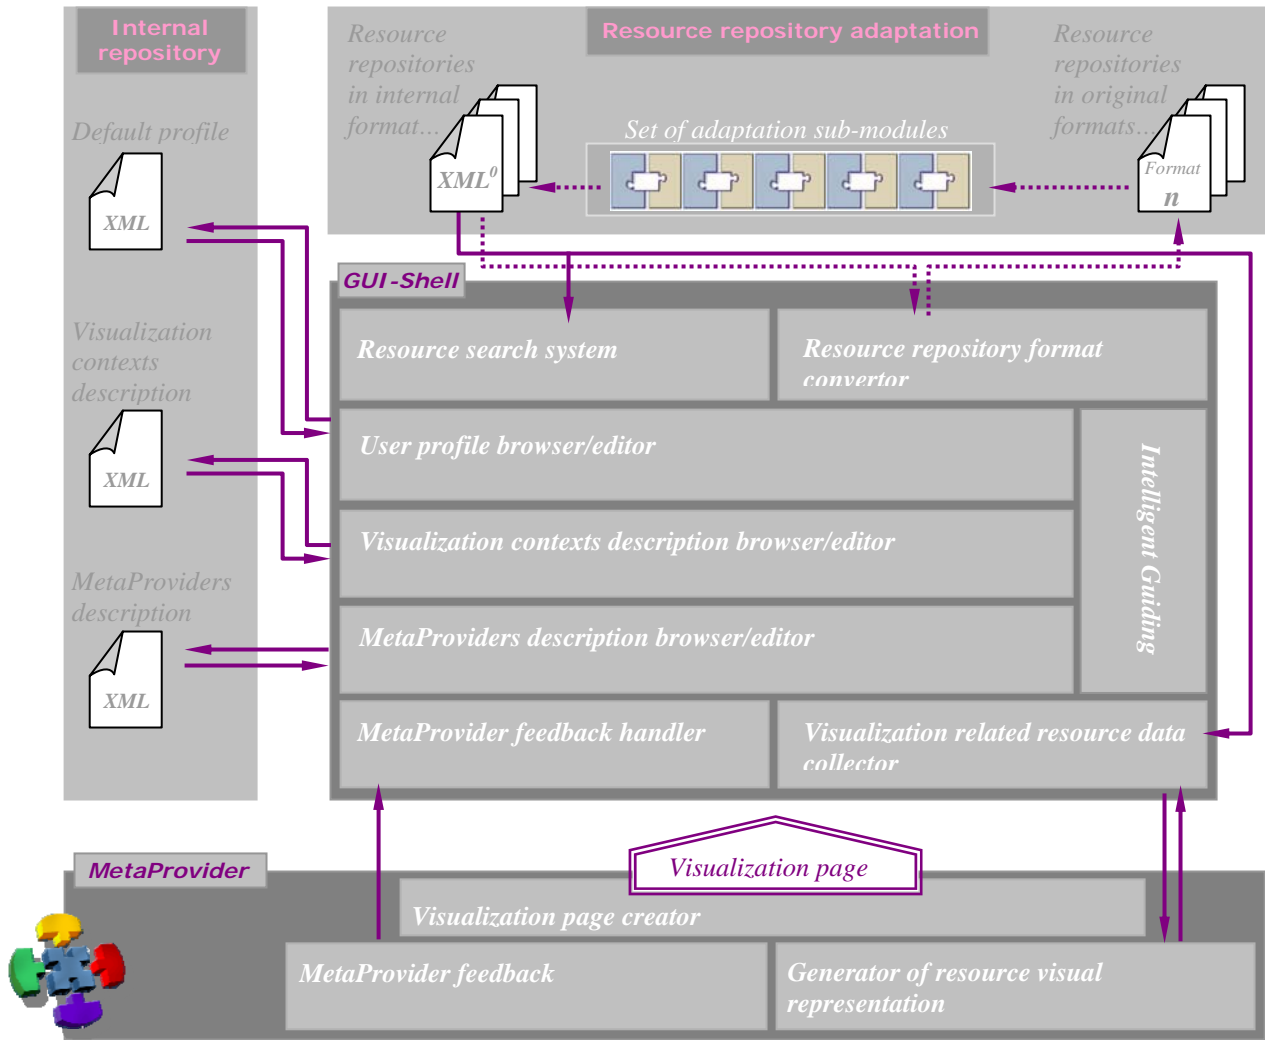 Internal
repository
Default profile
XML
Visualization
contexts
description
XML
MetaProviders
description
XML
Resource
repositories
in internal
format…
XML⁰
Resource repository adaptation
Set of adaptation sub-modules
Resource
repositories
in original
formats…
Format
n
GUI-Shell
Resource search system
Resource repository format
convertor
User profile browser/editor
Visualization contexts description browser/editor
MetaProviders description browser/editor
Intelligent Guiding
MetaProvider feedback handler
Visualization related resource data
collector
Visualization page
MetaProvider
Visualization page creator
MetaProvider feedback
Generator of resource visual
representation